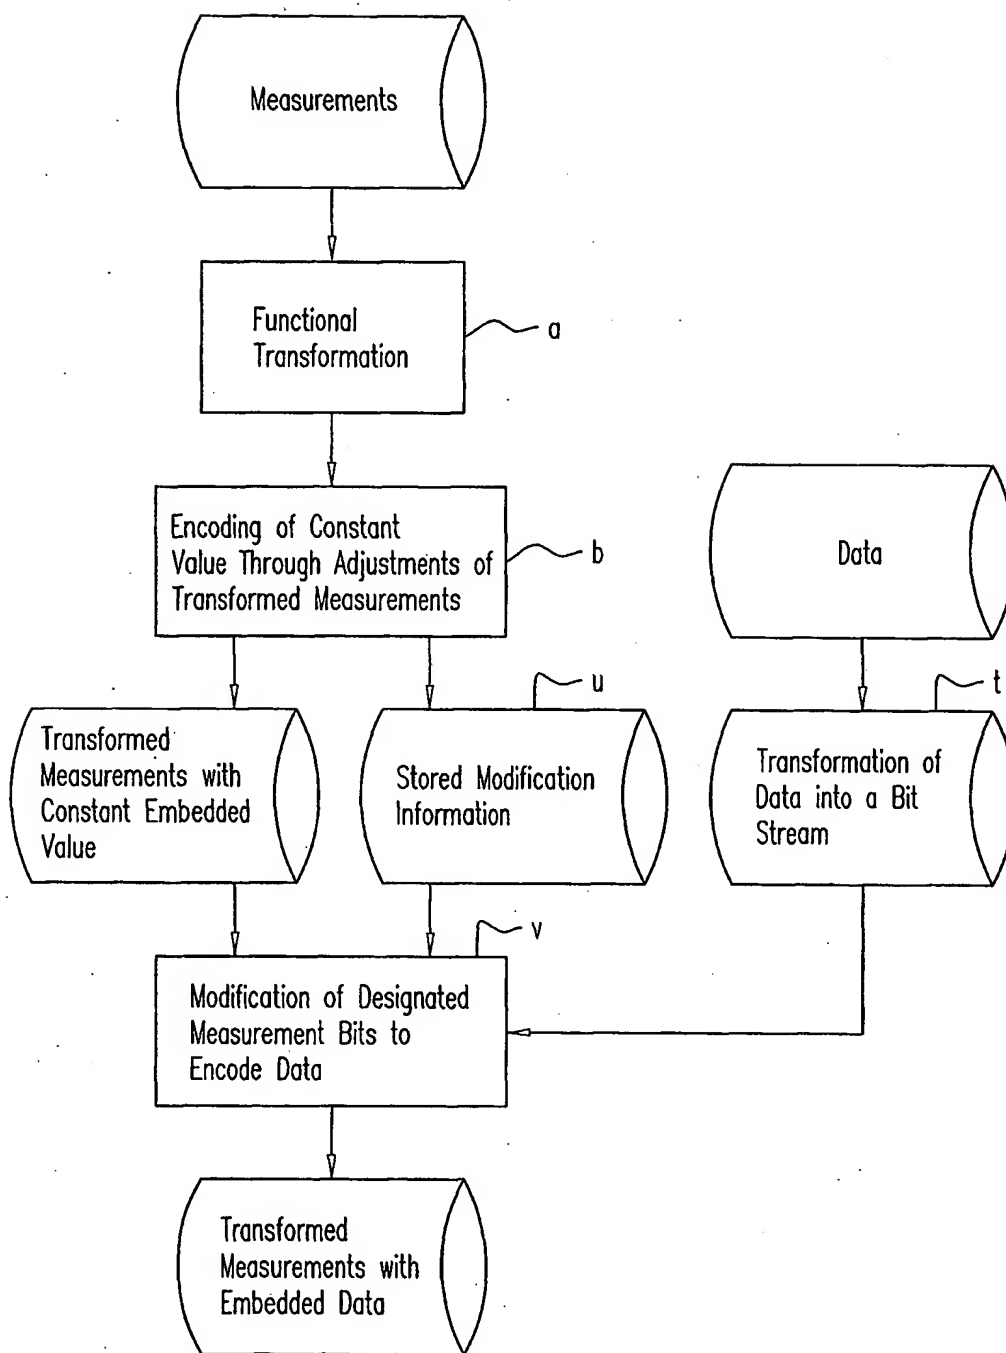 Measurements
Functional
Transformation
a
Encoding of Constant
Value Through Adjustments of
Transformed Measurements
b
Data
u
t
Transformed
Measurements with
Constant Embedded
Value
Stored Modification
Information
Transformation of
Data into a Bit
Stream
v
Modification of Designated
Measurement Bits to
Encode Data
Transformed
Measurements with
Embedded Data